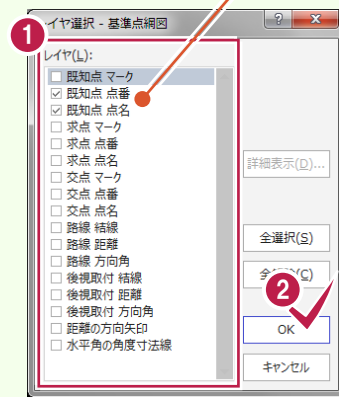 レイヤ選択 - 基準点網図
1
レイヤ(L):
既知点 マーク
既知点 点番
既知点 点名
求点 マーク
求点 点番
求点 点名
交点 マーク
交点 点番
交点 点名
路線 結線
路線 距離
路線 方向角
後視取付 結線
後視取付 距離
後視取付 方向角
距離の方向矢印
水平角の角度寸法線
詳細表示(D)...
全選択(S)
(C)
2
OK
キャンセル